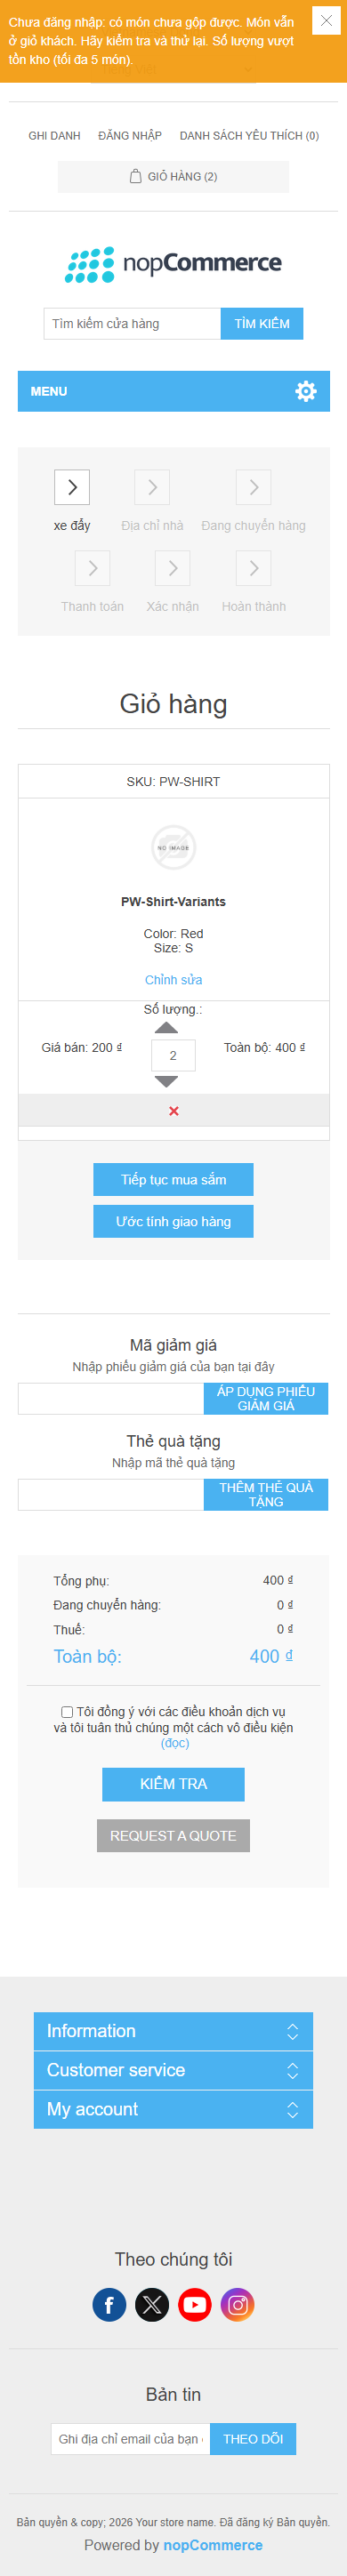 Chưa đăng nhập: có món chưa gộp được. Món vẫn
ở giỏ khách. Hãy kiểm tra và thử lại. Số lượng vượt
tồn kho (tối đa 5 món).
GHI DANH ĐĂNG NHẬP DANH SÁCH YÊU THÍCH (0)
GIỎ HÀNG (2)
nopCommerce
Tìm kiếm cửa hàng TÌM KIẾM
MENU
xe đẩy Địa chỉ nhà Đang chuyển hàng
Thanh toán Xác nhận Hoàn thành
Giỏ hàng
SKU: PW-SHIRT
NO IMAGE
PW-Shirt-Variants
Color: Red
Size: S
Chỉnh sửa
Số lượng.:
Giá bán: 200 ₫ 2 Toàn bộ: 400 ₫
Tiếp tục mua sắm
Ước tính giao hàng
Mã giảm giá
Nhập phiếu giảm giá của bạn tại đây
ÁP DỤNG PHIẾU
GIẢM GIÁ
Thẻ quà tặng
Nhập mã thẻ quà tặng
THÊM THẺ QUÀ
TẶNG
Tổng phụ: 400 ₫
Đang chuyển hàng: 0 ₫
Thuế: 0 ₫
Toàn bộ: 400 ₫
Tôi đồng ý với các điều khoản dịch vụ
và tôi tuân thủ chúng một cách vô điều kiện
(đọc)
KIỂM TRA
REQUEST A QUOTE
Information
Customer service
My account
Theo chúng tôi
Bản tin
Ghi địa chỉ email của bạn THEO DÕI
Bản quyền & copy; 2026 Your store name. Đã đăng ký Bản quyền.
Powered by nopCommerce